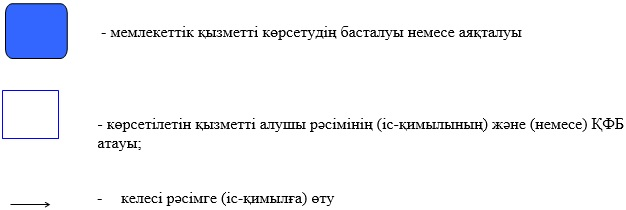 - мемлекеттік қызметті көрсетудің басталуы немесе аяқталуы
- көрсетілетін қызметті алушы рәсімінің (іс-қимылының) және (немесе) ҚФБ
атауы;
- келесі рәсімге (іс-қимылға) өту